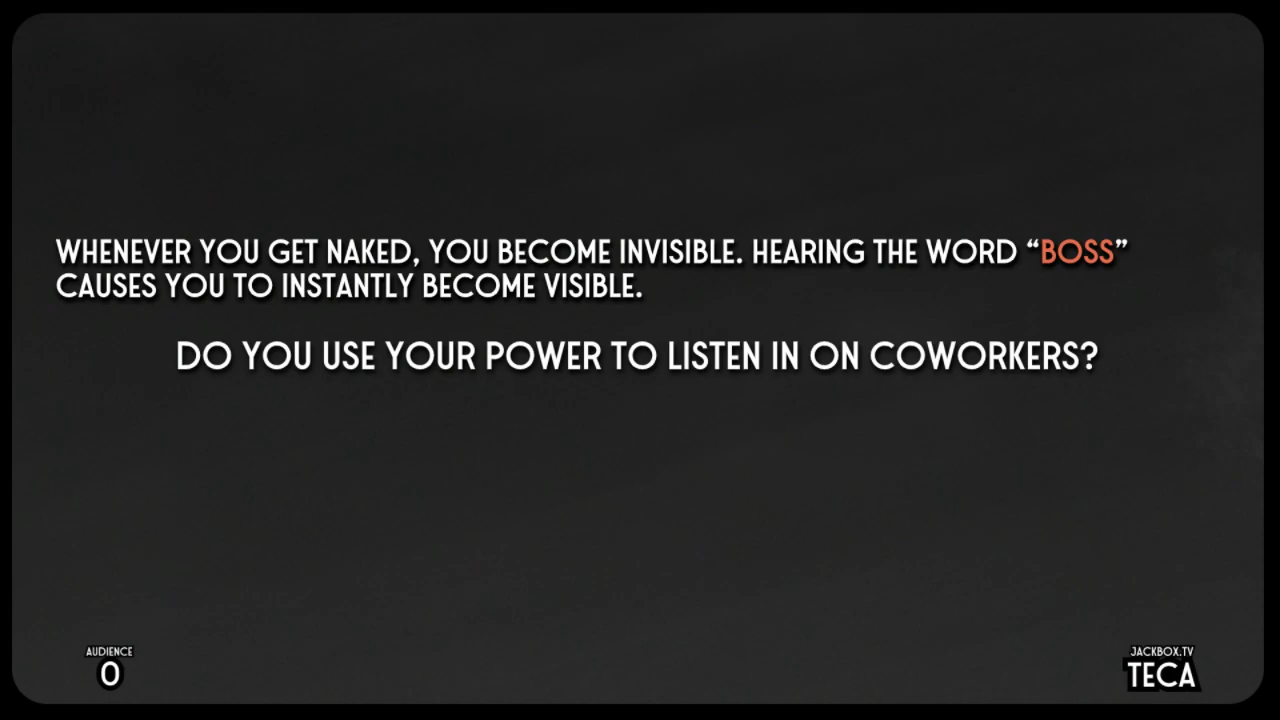 WHENEVER YOU GET NAKED, YOU BECOME INVISIBLE. HEARING THE WORD “BOSS”
CAUSES YOU TO INSTANTLY BECOME VISIBLE.
DO YOU USE YOUR POWER TO LISTEN IN ON COWORKERS?
AUDIENCE
0
JACKBOX.TV
TECA